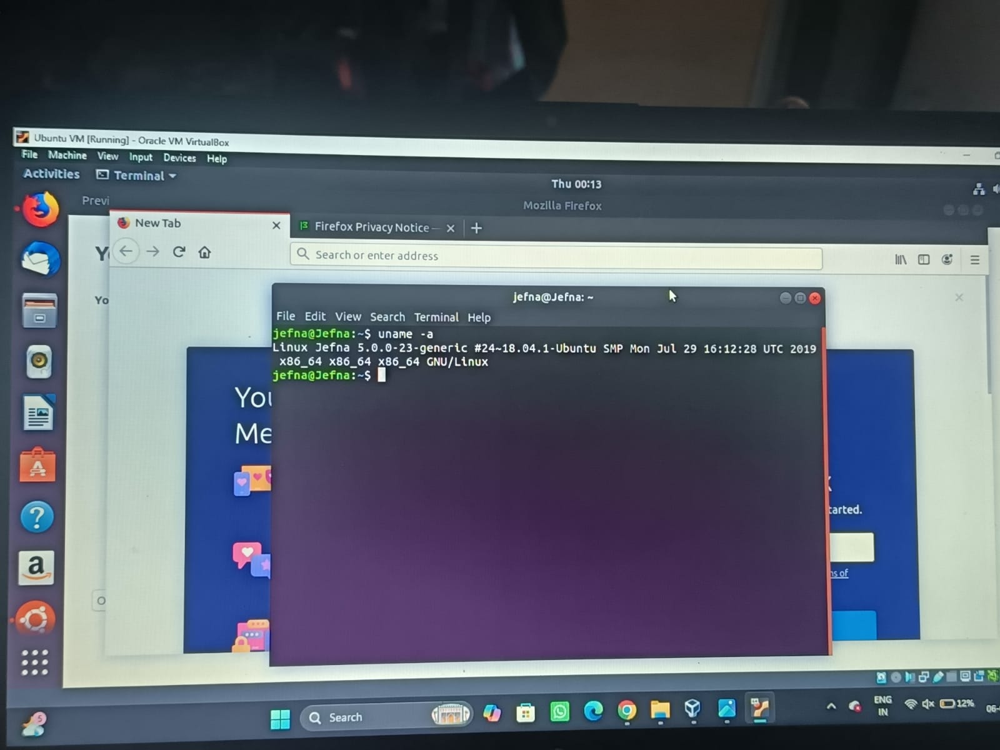 Ubuntu VM [Running] - Oracle VM VirtualBox
File Machine View Input Devices Help
Activities Terminal
Thu 00:13
Previ
Mozilla Firefox
New Tab
Firefox Privacy Notice —
Search or enter address
Yo
jefna@Jefna: ~
File Edit View Search Terminal Help
jefna@Jefna:~$ uname -a
Linux Jefna 5.0.0-23-generic #24~18.04.1-Ubuntu SMP Mon Jul 29 16:12:28 UTC 2019
x86_64 x86_64 x86_64 GNU/Linux
jefna@Jefna:~$
You
Me
tarted.
ns of
a
5
Search
ENG
IN
12%
06-